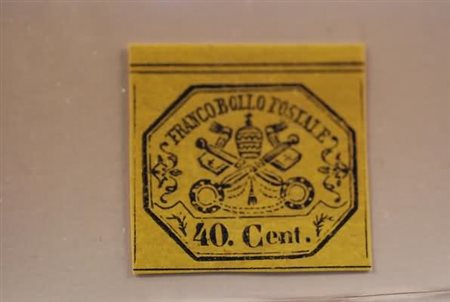 FRANCOBOLLO POSTALE
40. Cent.